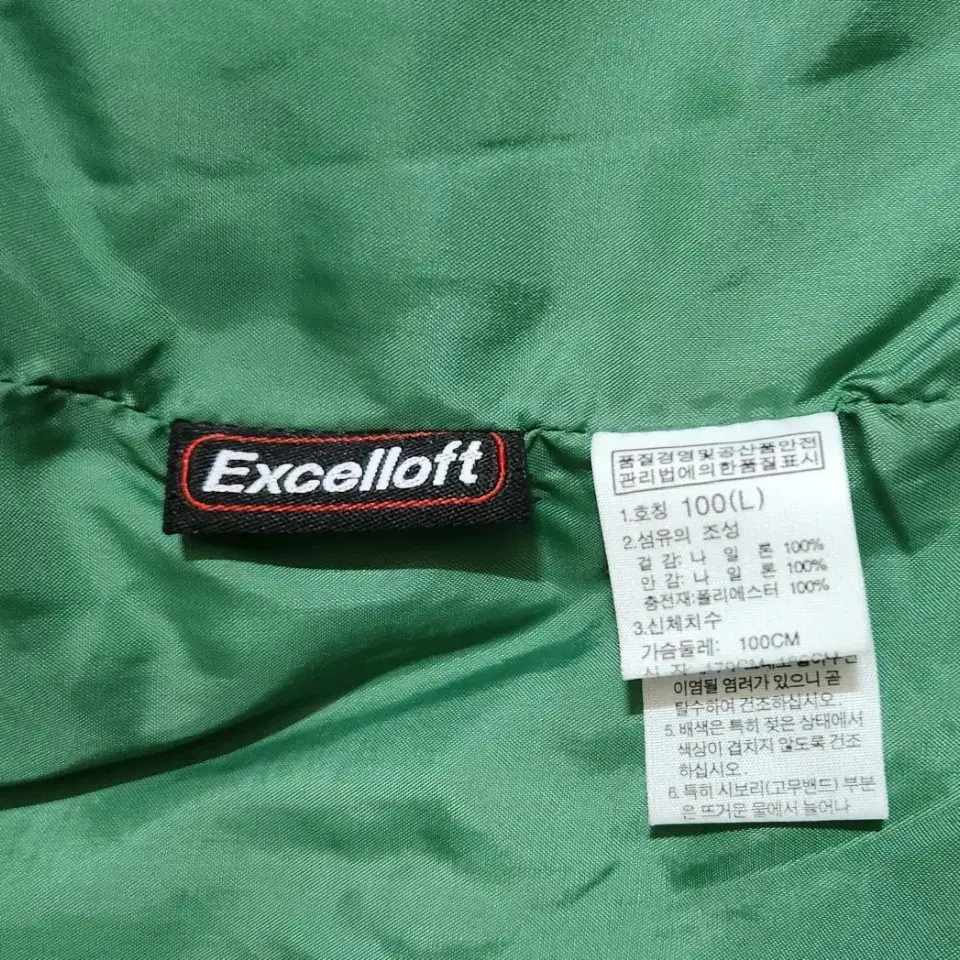 Excelloft
품질경영및공산품안전
관리법에의한품질표시
1.호칭 100(L)
2.섬유의 조성
겉 감: 나 일 론 100%
안 감: 나 일 론 100%
충전재:폴리에스터 100%
3.신체치수
가슴둘레: 100CM
이염될 염려가 있으니 곧
탈수하여 건조하십시오.
5. 배색은 특히 젖은 상태에서
색상이 겹치지 않도록 건조
하십시오.
6. 특히 시보리(고무밴드) 부분
은 뜨거운 물에서 늘어나